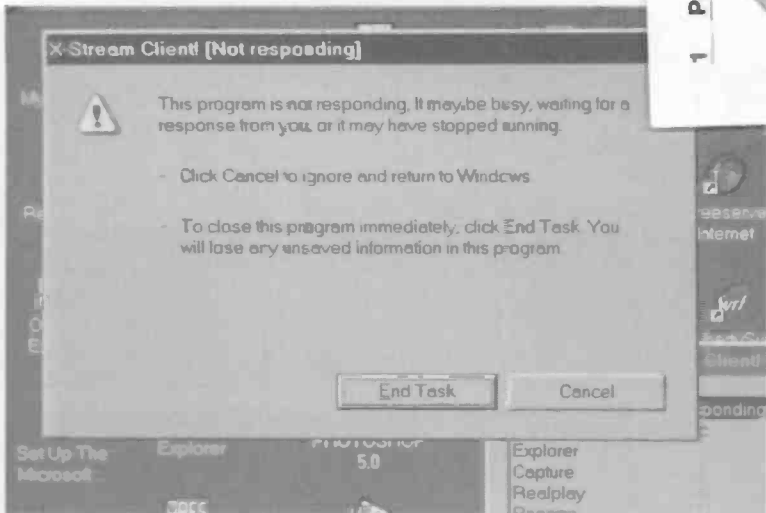 1 P
X-Stream Client! [Not responding]
This program is not responding. It may be busy, waiting for a
response from you, or it may have stopped running.
- Click Cancel to ignore and return to Windows.
- To close this program immediately, click End Task. You
will lose any unsaved information in this program.
End Task
Cancel
Internet
Client!
ponding
Set Up The
Microsoft
Explorer
PHOTOSHOP
5.0
Explorer
Capture
Realplay